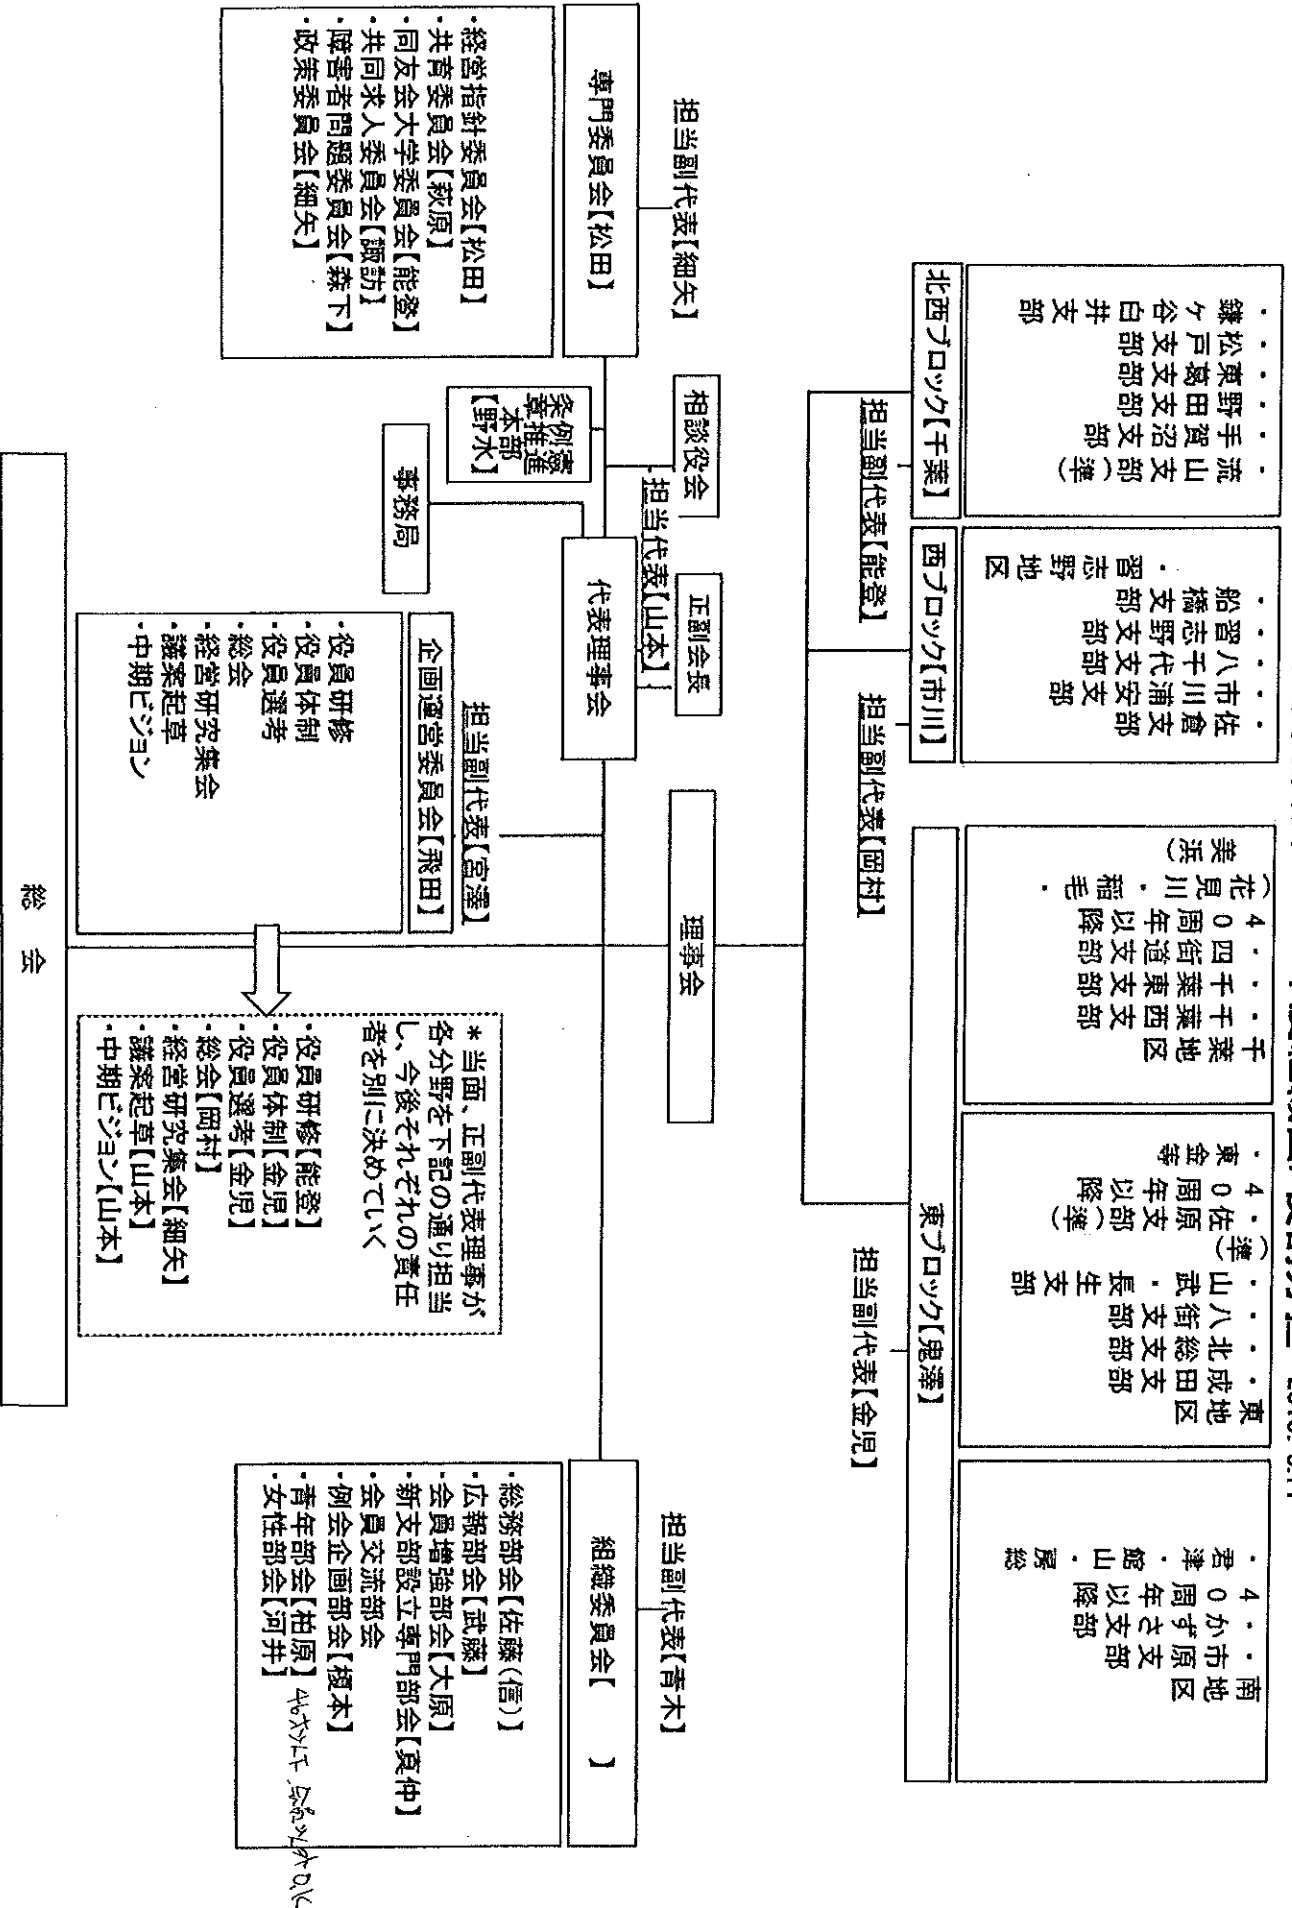 ・鎌ヶ谷白井支部
・松戸支部
・東葛支部
・野田支部
・手賀沼支部
・流山支部(準)
北西ブロック【千葉】
担当副代表【能登】
・習志野地区
・船橋支部
・習志野支部
・八千代支部
・市川浦安支部
・佐倉支部
西ブロック【市川】
担当副代表【岡村】
千葉地区
・千葉西支部
・千葉東支部
・四街道支部
40周年以降
(花見川・稲毛・
美浜)
東地区
・成田支部
・北総支部
・八街支部
・山武・長生支部
(準)
・佐原支部(準)
40周年以降
・東金等
南地区
・市原支部
・かずさ支部
40周年以降
・君津・館山・房総
東ブロック【鬼澤】
担当副代表【金児】
理事会
正副会長
相談役会
担当代表【山本】
代表理事会
条例憲
章推進
本部
【野水】
事務局
担当副代表【細矢】
専門委員会【松田】
・経営指針委員会【松田】
・共育委員会【萩原】
・同友会大学委員会【能登】
・共同求人委員会【諏訪】
・障害者問題委員会【森下】
・政策委員会【細矢】
担当副代表【宮澤】
企画運営委員会【飛田】
・役員研修
・役員体制
・役員選考
・総会
・経営研究集会
・議案起草
・中期ビジョン
*当面、正副代表理事が
各分野を下記の通り担当
し、今後それぞれの責任
者を別に決めていく
・役員研修【能登】
・役員体制【金児】
・役員選考【金児】
・総会【岡村】
・経営研究集会【細矢】
・議案起草【山本】
・中期ビジョン【山本】
担当副代表【青木】
組織委員会【　】
・総務部会【佐藤(信)】
・広報部会【武藤】
・会員増強部会【大原】
・新支部設立専門部会【真仲】
・会員交流部会
・例会企画部会【榎本】
・青年部会【柏原】
・女性部会【河井】
総会